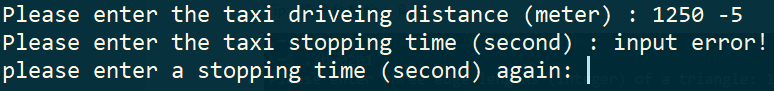 Please enter the taxi driveing distance (meter) : 1250 -5
Please enter the taxi stopping time (second) : input error!
please enter a stopping time (second) again: